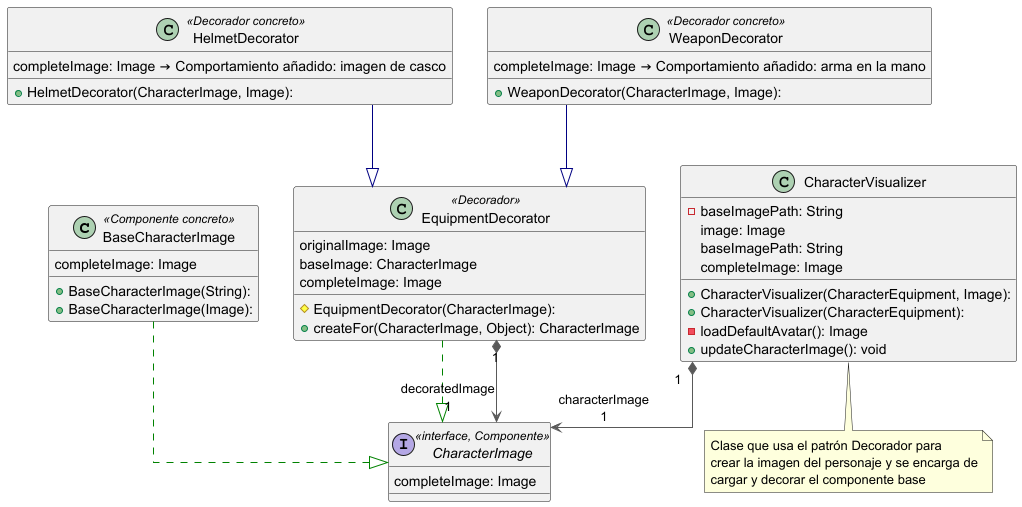 C
«Decorador concreto»
HelmetDecorator
completeImage: Image → Comportamiento añadido: imagen de casco
HelmetDecorator(CharacterImage, Image):
C
«Decorador concreto»
WeaponDecorator
completeImage: Image → Comportamiento añadido: arma en la mano
WeaponDecorator(CharacterImage, Image):
C
«Componente concreto»
BaseCharacterImage
completeImage: Image
BaseCharacterImage(String):
BaseCharacterImage(Image):
C
«Decorador»
EquipmentDecorator
originalImage: Image
baseImage: CharacterImage
completeImage: Image
EquipmentDecorator(CharacterImage):
createFor(CharacterImage, Object): CharacterImage
C
CharacterVisualizer
baseImagePath: String
image: Image
baseImagePath: String
completeImage: Image
CharacterVisualizer(CharacterEquipment, Image):
CharacterVisualizer(CharacterEquipment):
loadDefaultAvatar(): Image
updateCharacterImage(): void
1
decoratedImage
1
1
characterImage
1
I
«interface, Componente»
CharacterImage
completeImage: Image
Clase que usa el patrón Decorador para
crear la imagen del personaje y se encarga de
cargar y decorar el componente base